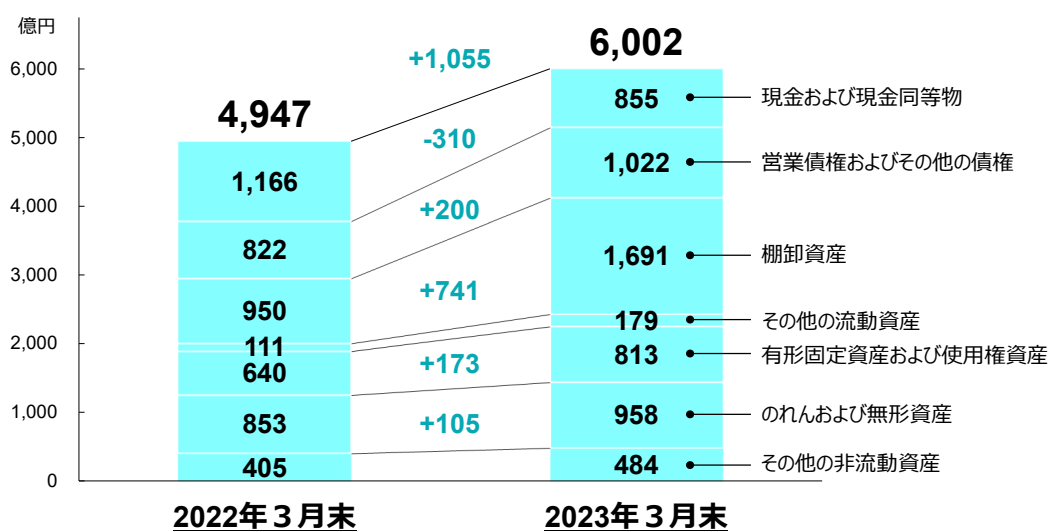 億円
6,000
5,000
4,000
3,000
2,000
1,000
0
4,947
1,166
822
950
111
640
853
405
2022年３月末
+1,055
-310
+200
+741
+173
+105
6,002
855
1,022
1,691
179
813
958
484
2023年３月末
現金および現金同等物
営業債権およびその他の債権
棚卸資産
その他の流動資産
有形固定資産および使用権資産
のれんおよび無形資産
その他の非流動資産